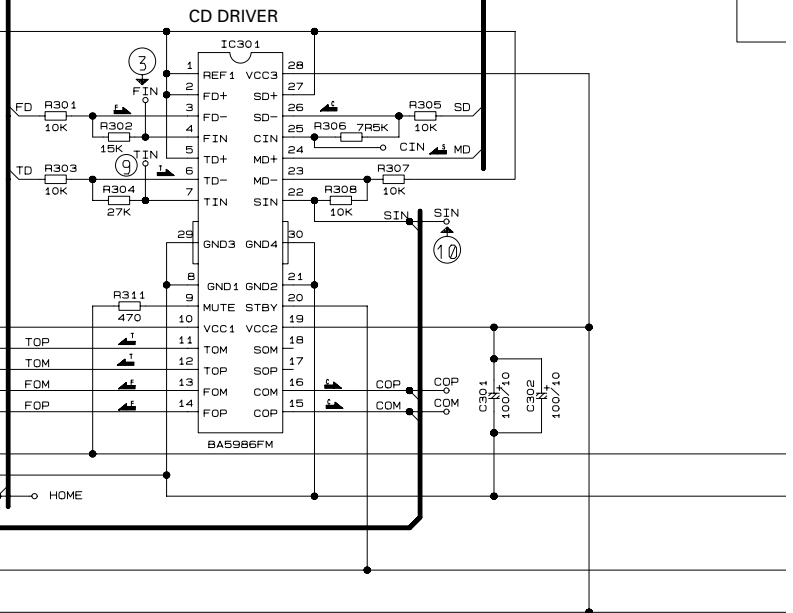 CD DRIVER
IC301
3
FIN
1 REF1 VCC3 28
2 FD+ SD+ 27
FD R301 10K F 3 FD- SD- 26 C R305 10K SD
R302 15K 4 FIN CIN 25 R306 7R5K
CIN S MD
9 TIN
5 TD+ MD+ 24
TD R303 10K T 6 TD- MD- 23 R307 10K
R304 27K 7 TIN SIN 22 R308 10K
SIN SIN
10
29 GND3 GND4 30
8 GND1 GND2 21
R311 470 9 MUTE STBY 20
10 VCC1 VCC2 19
TOP T 11 TOM SOM 18
TOM T 12 TOP SOP 17
FOM F 13 FOM COM 16 C COP COP
FOP F 14 FOP COP 15 C COM COM
C301 + 100/10
C302 + 100/10
BA5986FM
HOME